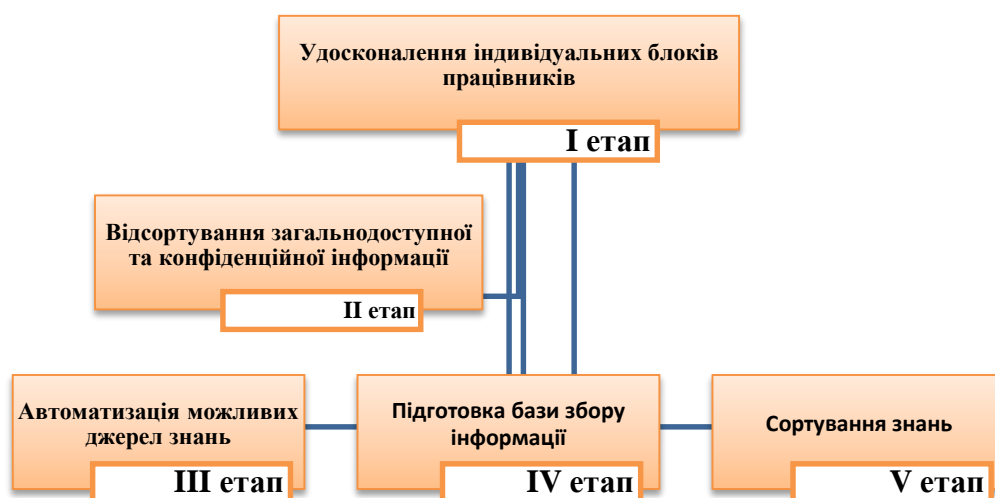 Удосконалення індивідуальних блоків
працівників
І етап
Відсортування загальнодоступної
та конфіденційної інформації
ІІ етап
Автоматизація можливих
джерел знань
ІІІ етап
Підготовка бази збору
інформації
IV етап
Сортування знань
V етап